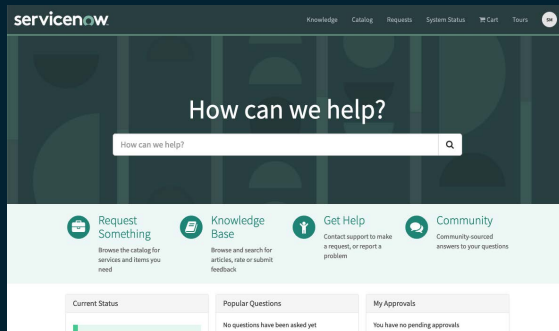 servicenow
Knowledge Catalog Requests System Status Cart Tours SM
How can we help?
How can we help?
Request Something
Browse the catalog for
services and items you
need
Knowledge Base
Browse and search for
articles, rate or submit
feedback
Get Help
Contact support to make
a request, or report a
problem
Community
Community-sourced
answers to your questions
Current Status
Popular Questions
No questions have been asked yet
My Approvals
You have no pending approvals